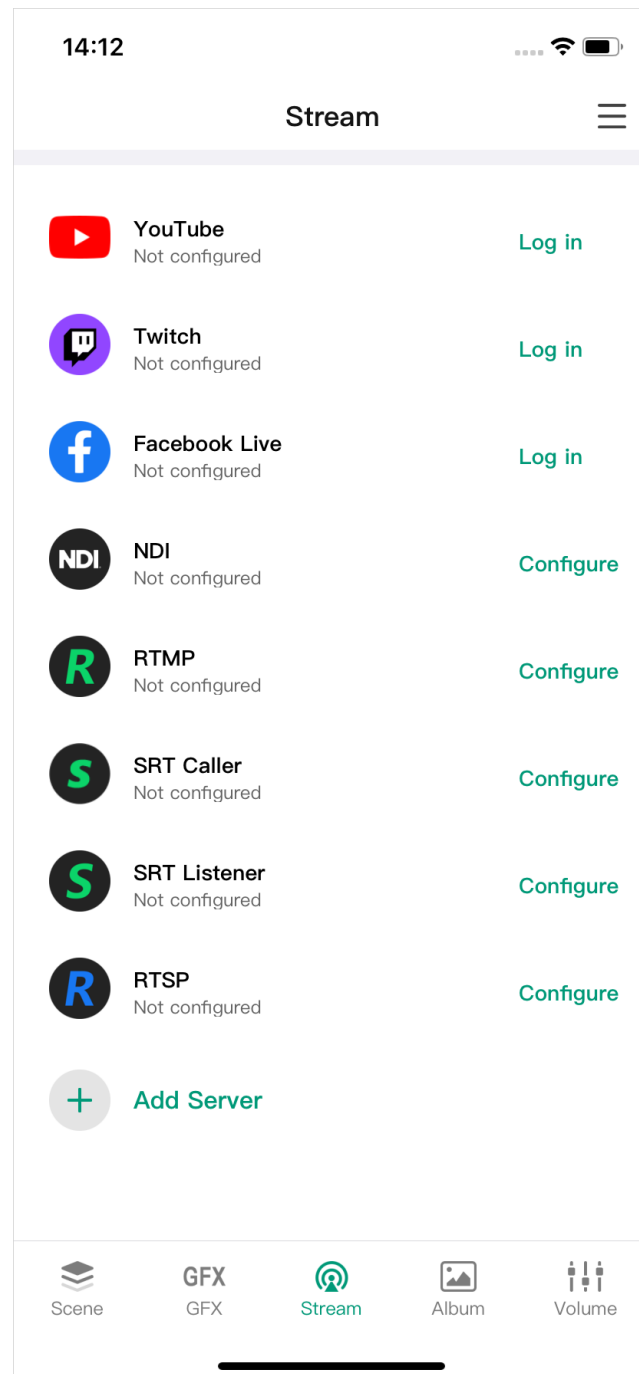 14:12
Stream
YouTube
Not configured
Log in
Twitch
Not configured
Log in
Facebook Live
Not configured
Log in
NDI
NDI
Not configured
Configure
R
RTMP
Not configured
Configure
S
SRT Caller
Not configured
Configure
S
SRT Listener
Not configured
Configure
R
RTSP
Not configured
Configure
+ Add Server
GFX
Scene GFX Stream Album Volume